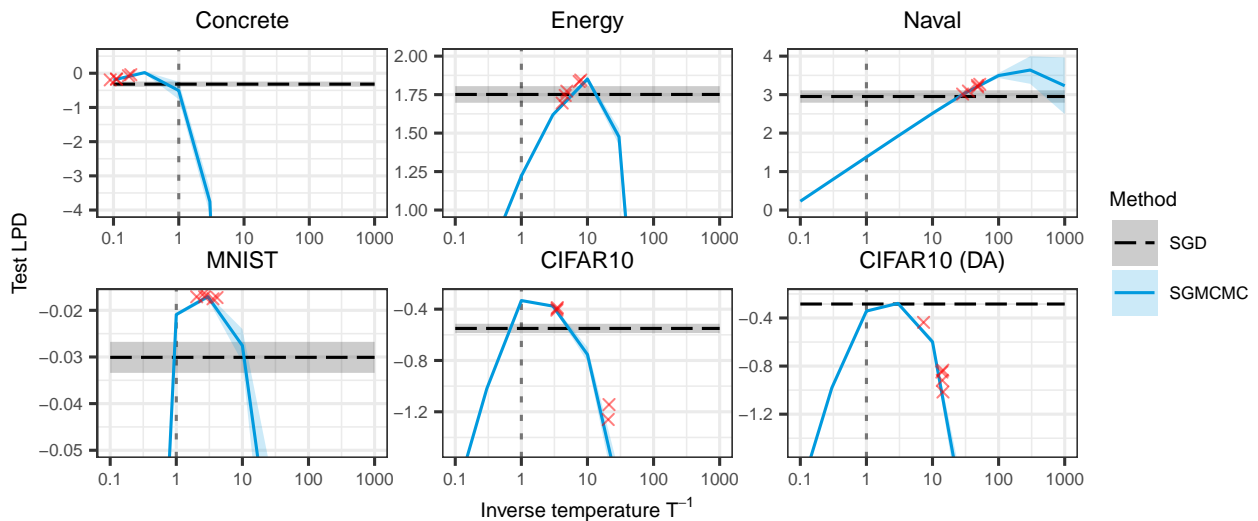 Concrete
Energy
Naval
0
−1
−2
−3
−4
2.00
1.75
1.50
1.25
1.00
4
3
2
1
0
0.1 1 10 100 1000
0.1 1 10 100 1000
0.1 1 10 100 1000
MNIST
CIFAR10
CIFAR10 (DA)
−0.02
−0.03
−0.04
−0.05
−0.4
−0.8
−1.2
−0.4
−0.8
−1.2
0.1 1 10 100 1000
0.1 1 10 100 1000
0.1 1 10 100 1000
Test LPD
Inverse temperature T⁻¹
Method
SGD
SGMCMC